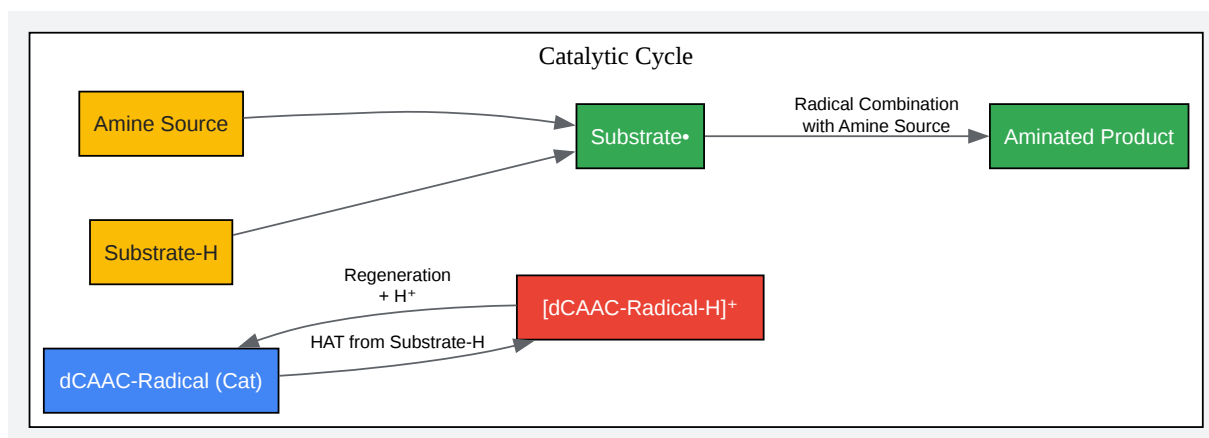 Catalytic Cycle
Amine Source
Substrate•
Radical Combination
with Amine Source
Aminated Product
Substrate-H
Regeneration
+ H⁺
[dCAAC-Radical-H]⁺
HAT from Substrate-H
dCAAC-Radical (Cat)